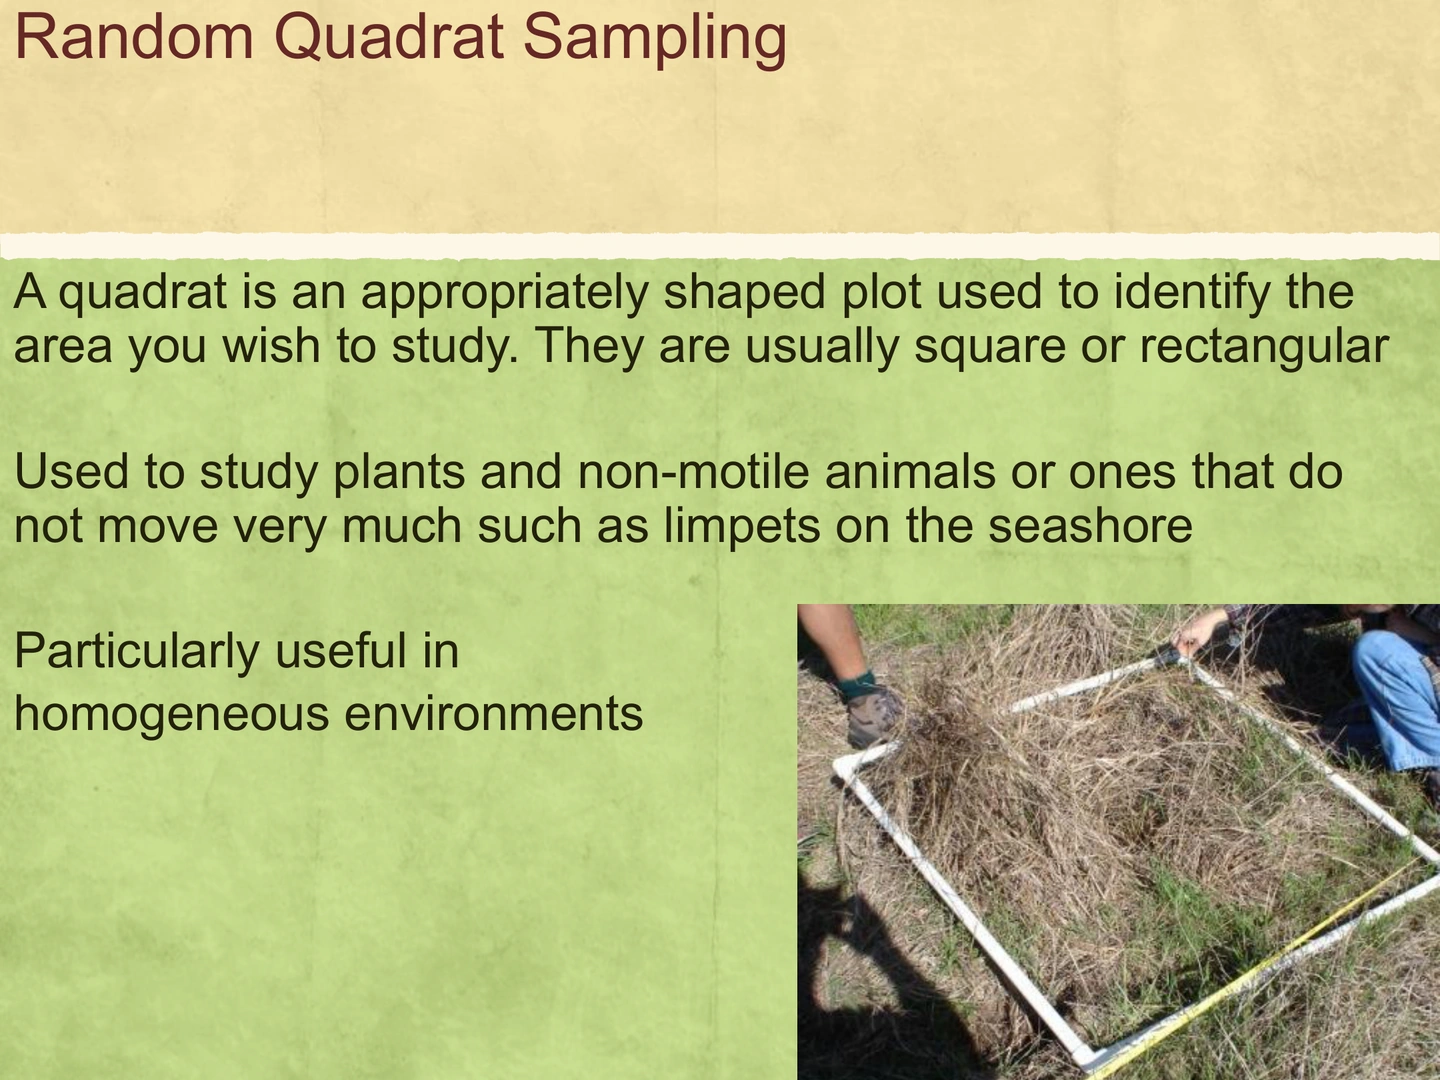 Random Quadrat Sampling
A quadrat is an appropriately shaped plot used to identify the
area you wish to study. They are usually square or rectangular
Used to study plants and non-motile animals or ones that do
not move very much such as limpets on the seashore
Particularly useful in
homogeneous environments